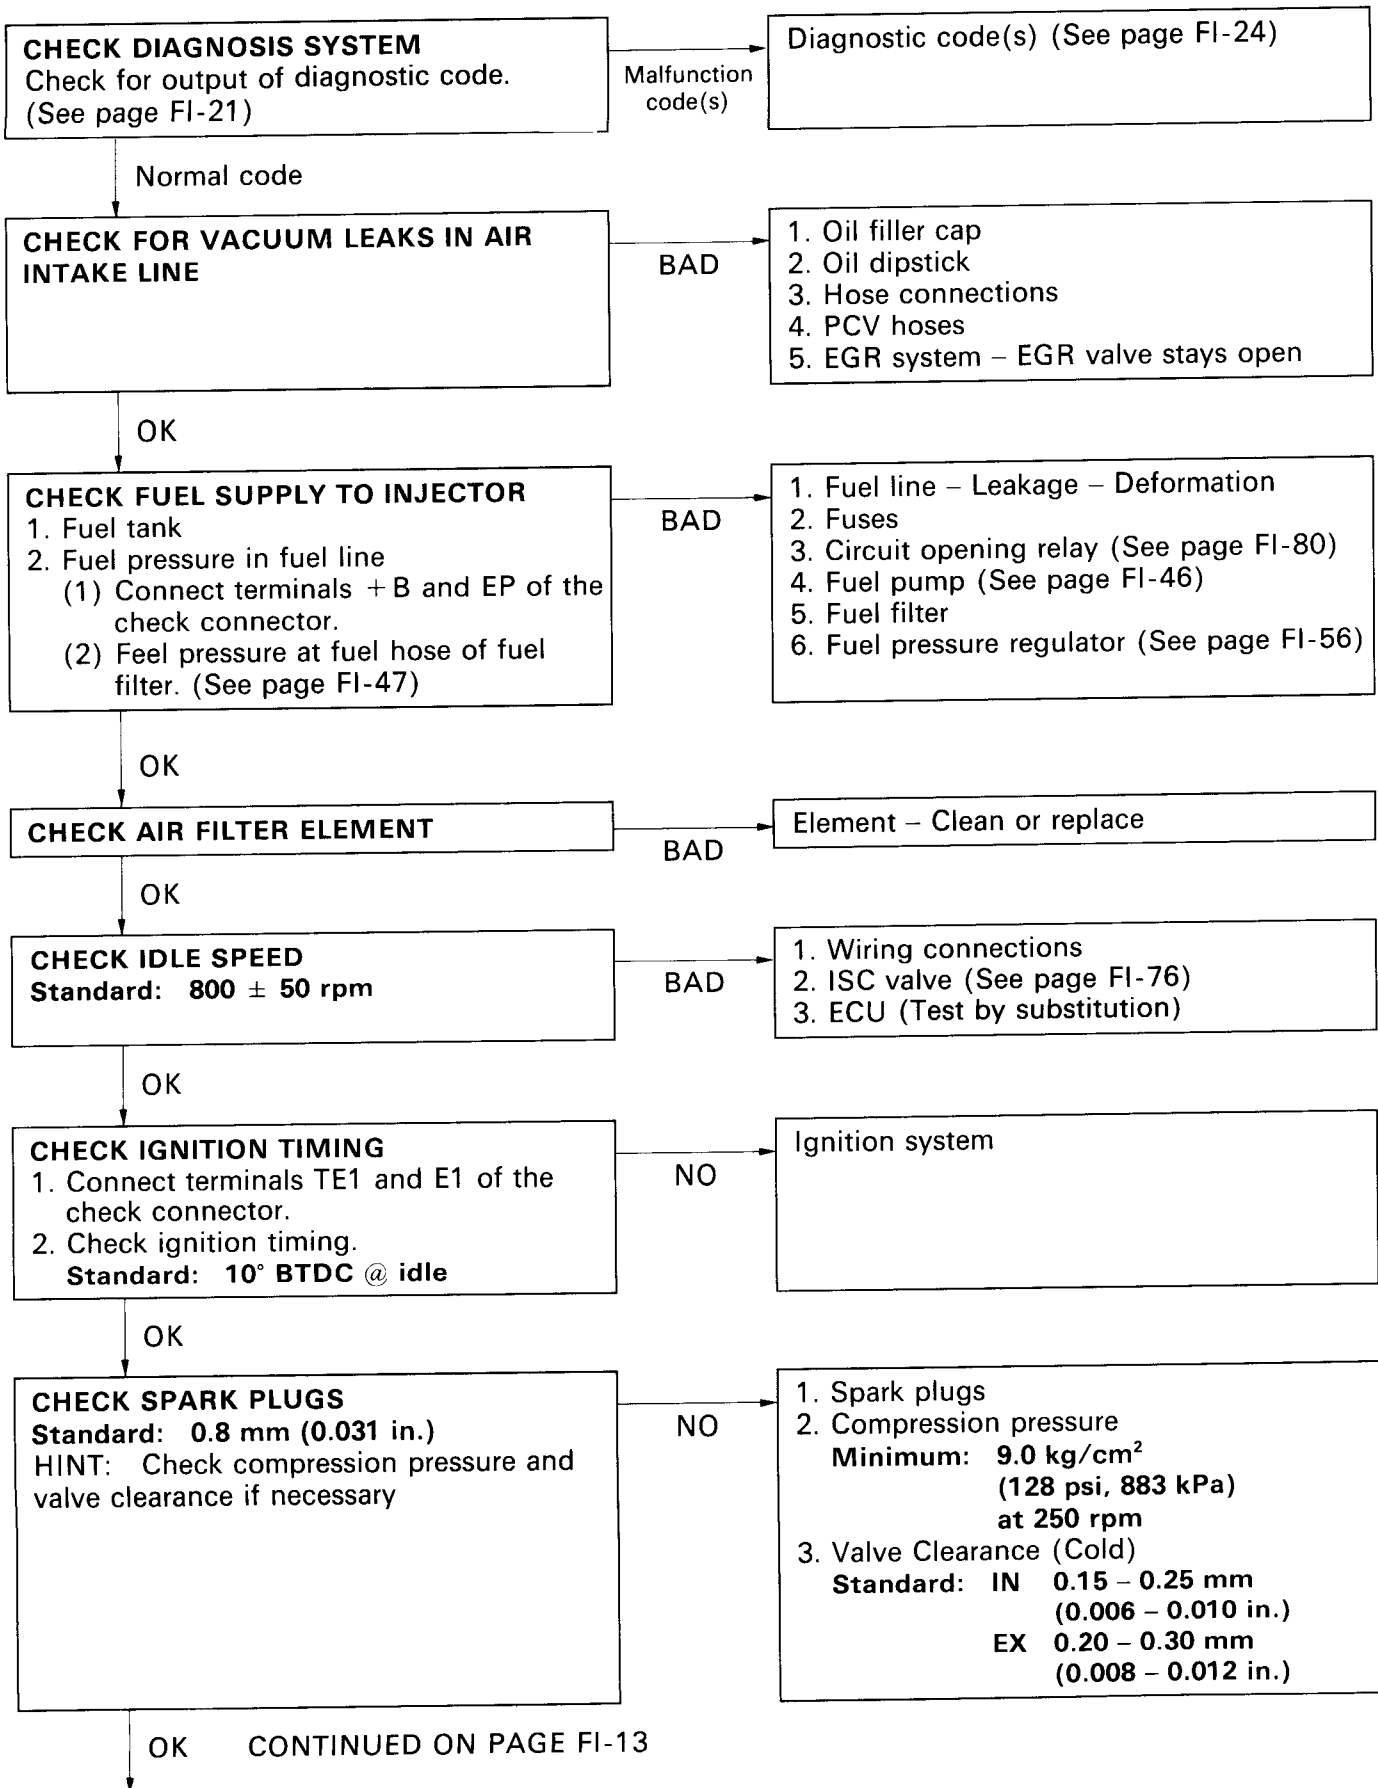 CHECK DIAGNOSIS SYSTEM
Check for output of diagnostic code.
(See page FI-21)
Malfunction
code(s)
Diagnostic code(s) (See page FI-24)
Normal code
CHECK FOR VACUUM LEAKS IN AIR
INTAKE LINE
BAD
1. Oil filler cap
2. Oil dipstick
3. Hose connections
4. PCV hoses
5. EGR system – EGR valve stays open
OK
CHECK FUEL SUPPLY TO INJECTOR
1. Fuel tank
2. Fuel pressure in fuel line
(1) Connect terminals +B and EP of the
check connector.
(2) Feel pressure at fuel hose of fuel
filter. (See page FI-47)
BAD
1. Fuel line – Leakage – Deformation
2. Fuses
3. Circuit opening relay (See page FI-80)
4. Fuel pump (See page FI-46)
5. Fuel filter
6. Fuel pressure regulator (See page FI-56)
OK
CHECK AIR FILTER ELEMENT
BAD
Element – Clean or replace
OK
CHECK IDLE SPEED
Standard: 800 ± 50 rpm
BAD
1. Wiring connections
2. ISC valve (See page FI-76)
3. ECU (Test by substitution)
OK
CHECK IGNITION TIMING
1. Connect terminals TE1 and E1 of the
check connector.
2. Check ignition timing.
Standard: 10° BTDC @ idle
NO
Ignition system
OK
CHECK SPARK PLUGS
Standard: 0.8 mm (0.031 in.)
HINT: Check compression pressure and
valve clearance if necessary
NO
1. Spark plugs
2. Compression pressure
Minimum: 9.0 kg/cm²
(128 psi, 883 kPa)
at 250 rpm
3. Valve Clearance (Cold)
Standard: IN 0.15 – 0.25 mm
(0.006 – 0.010 in.)
EX 0.20 – 0.30 mm
(0.008 – 0.012 in.)
OK CONTINUED ON PAGE FI-13